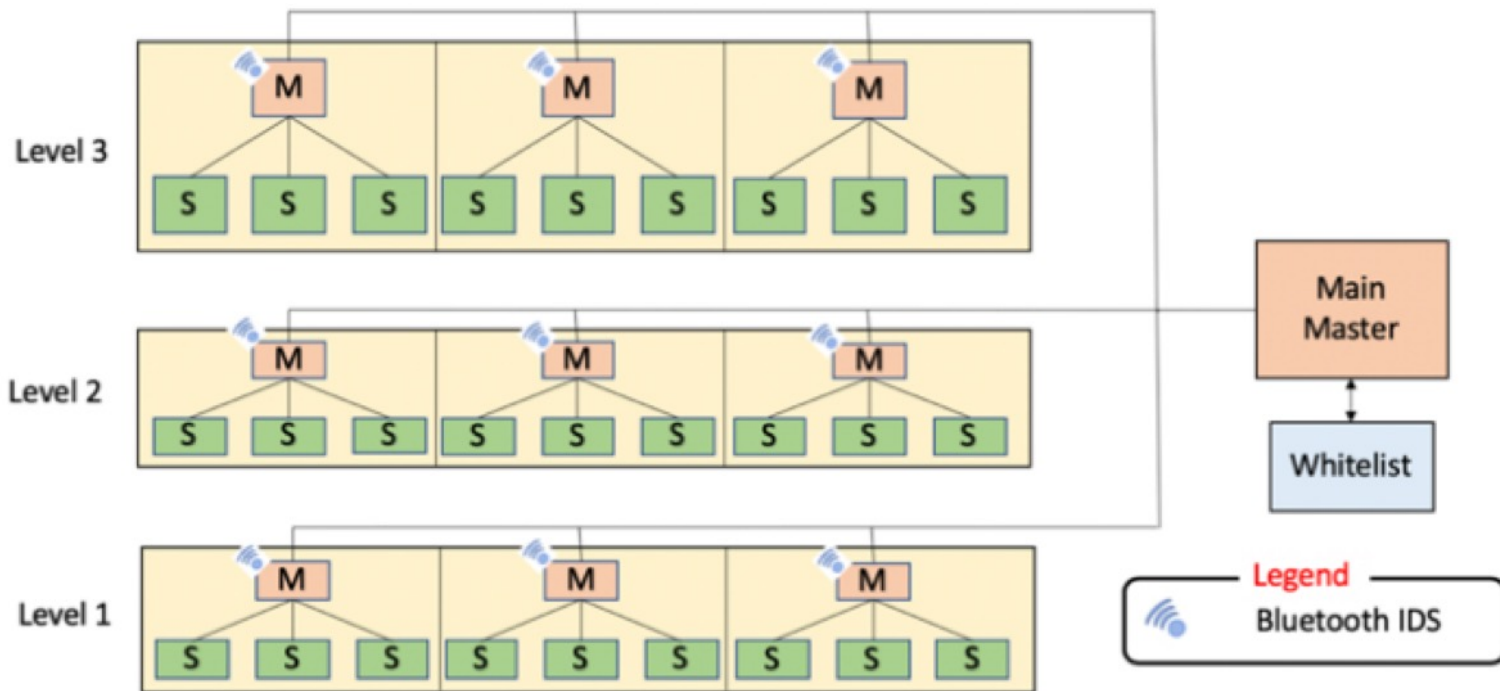 M M M
Level 3
S S S S S S S S S
Main
Master
M M M
Level 2
S S S S S S S S S
Whitelist
M M M
Level 1
S S S S S S S S S
Legend
Bluetooth IDS